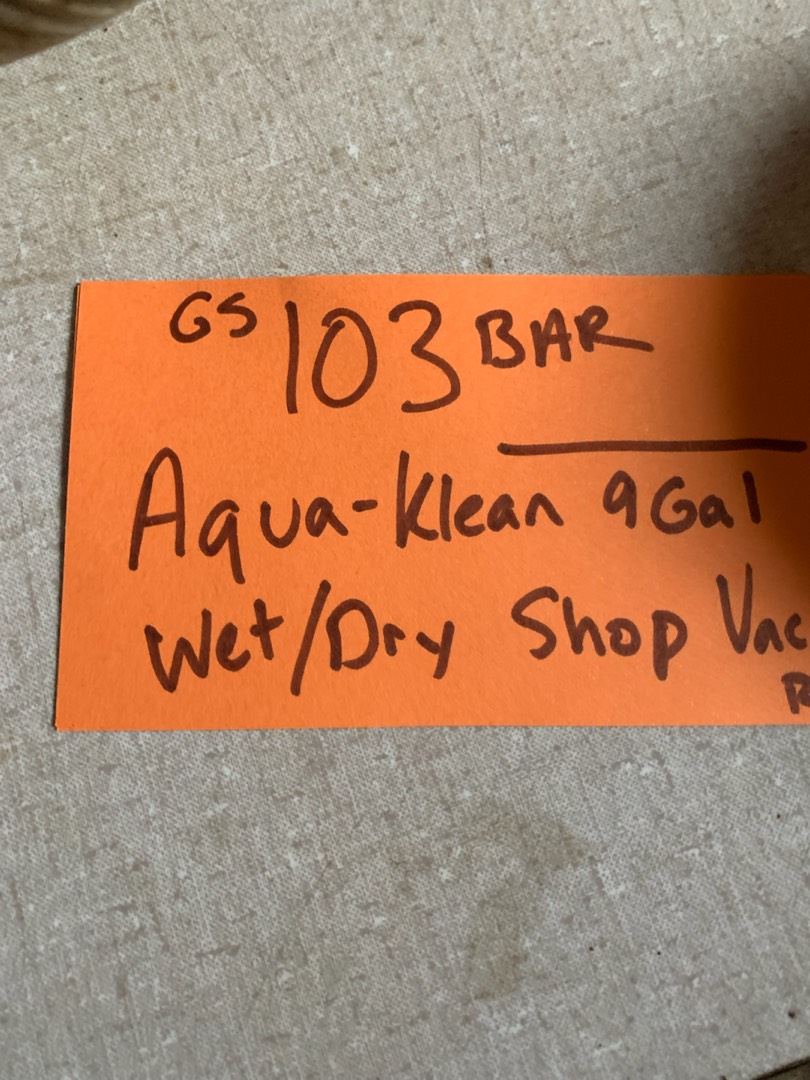 GS 103 BAR
Aqua-Klean 9Gal
Wet/Dry Shop Vac